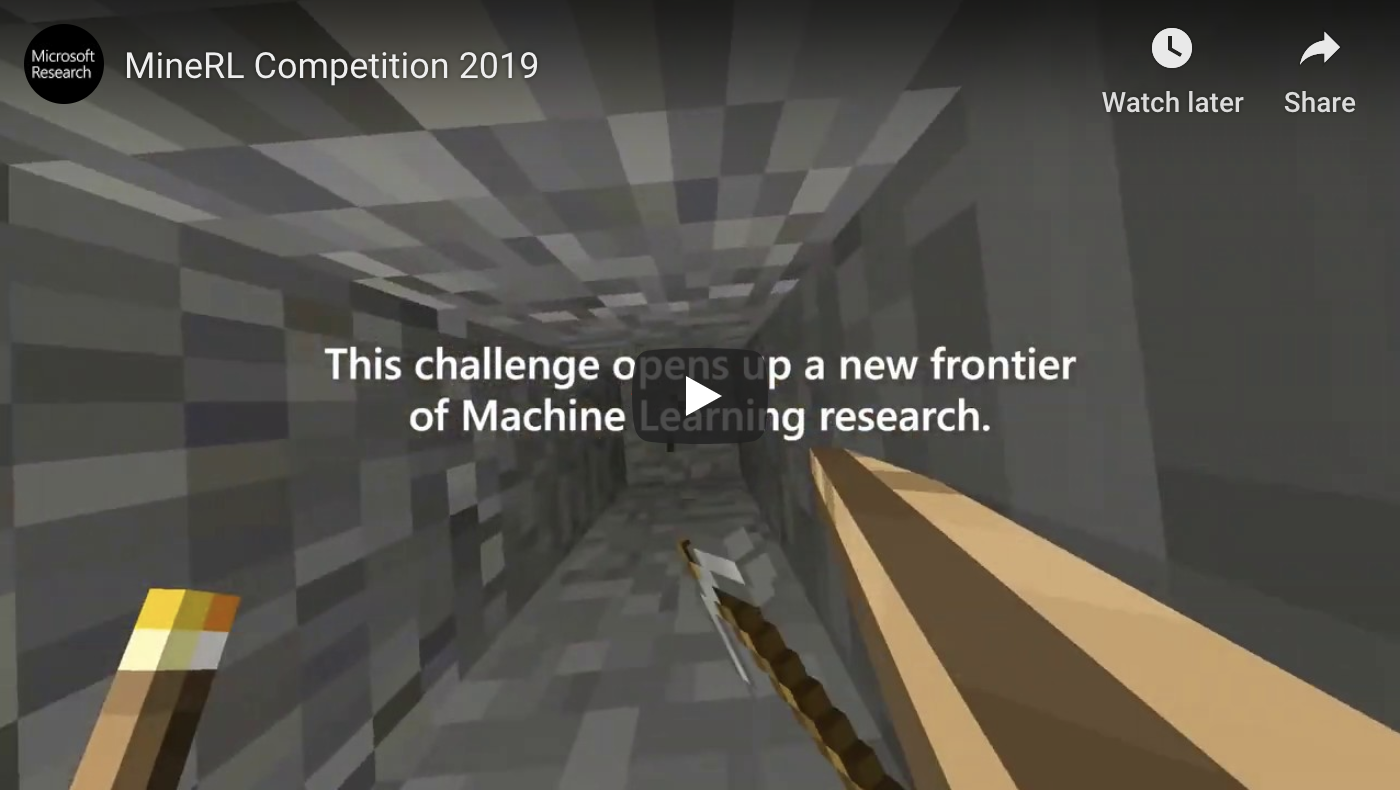 Microsoft
Research
MineRL Competition 2019
Watch later
Share
This challenge opens up a new frontier
of Machine Learning research.